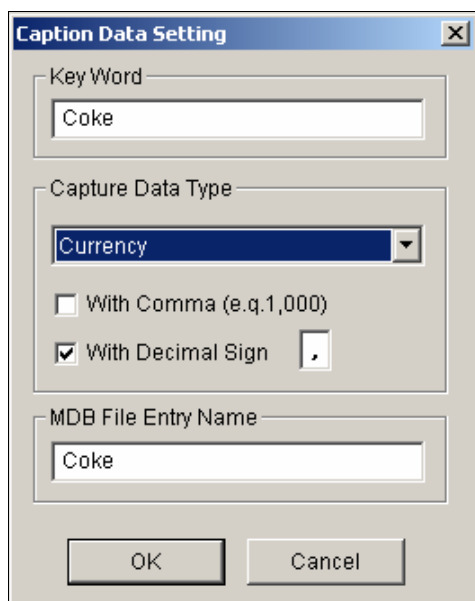 Caption Data Setting
Key Word
Coke
Capture Data Type
Currency
With Comma (e.q.1,000)
With Decimal Sign ,
MDB File Entry Name
Coke
OK Cancel